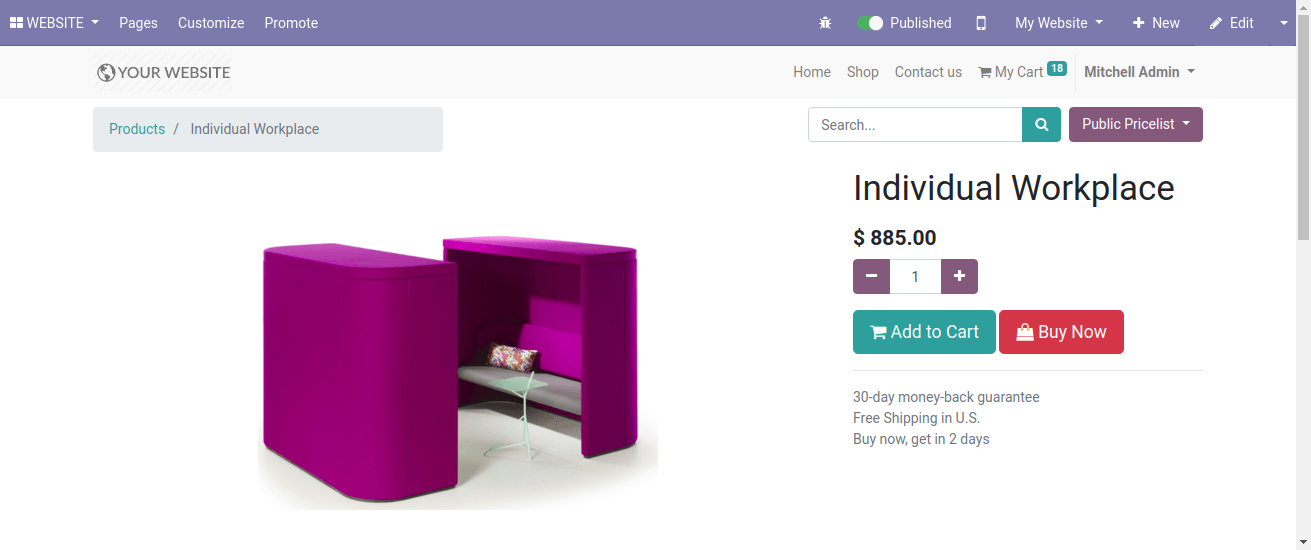 WEBSITE Pages Customize Promote Published My Website New Edit
YOUR WEBSITE Home Shop Contact us My Cart 18 Mitchell Admin
Products / Individual Workplace Search... Public Pricelist
Individual Workplace
$ 885.00
1
Add to Cart Buy Now
30-day money-back guarantee
Free Shipping in U.S.
Buy now, get in 2 days